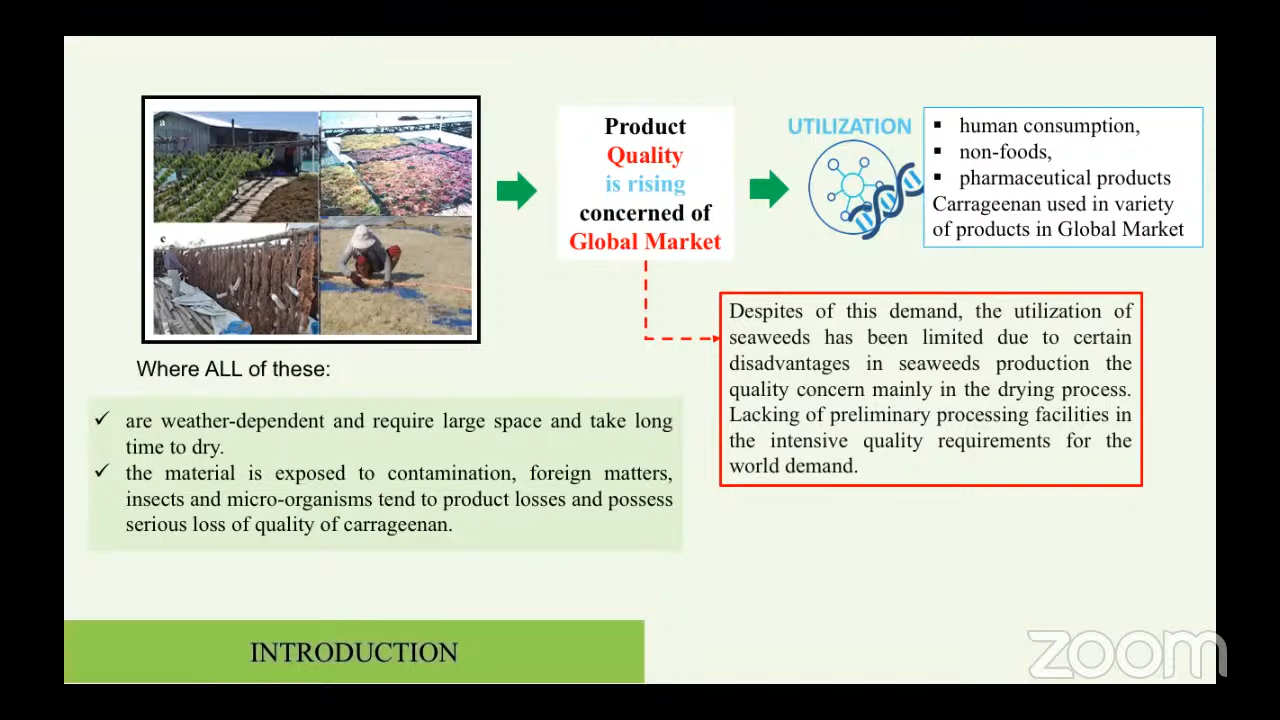 a
c
Product
Quality
is rising
concerned of
Global Market
UTILIZATION
▪ human consumption,
▪ non-foods,
▪ pharmaceutical products
Carrageenan used in variety
of products in Global Market
Despites of this demand, the utilization of
seaweeds has been limited due to certain
disadvantages in seaweeds production the
quality concern mainly in the drying process.
Lacking of preliminary processing facilities in
the intensive quality requirements for the
world demand.
Where ALL of these:
✓ are weather-dependent and require large space and take long
time to dry.
✓ the material is exposed to contamination, foreign matters,
insects and micro-organisms tend to product losses and possess
serious loss of quality of carrageenan.
INTRODUCTION
zoom